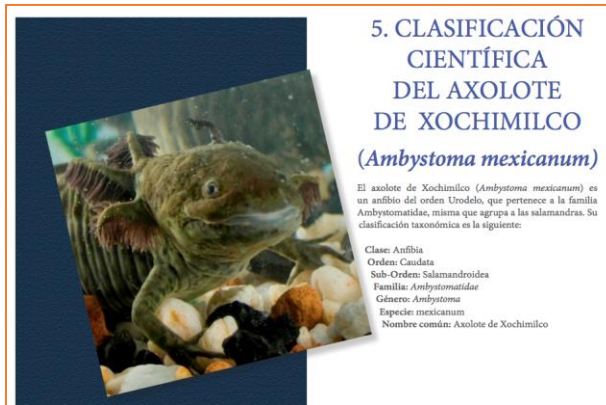 5. CLASIFICACIÓN
CIENTÍFICA
DEL AXOLOTE
DE XOCHIMILCO
(Ambystoma mexicanum)
El axolote de Xochimilco (Ambystoma mexicanum) es
un anfibio del orden Urodelo, que pertenece a la familia
Ambystomatidae, misma que agrupa a las salamandras. Su
clasificación taxonómica es la siguiente:
Clase: Anfibia
Orden: Caudata
Sub-Orden: Salamandroidea
Familia: Ambystomatidae
Género: Ambystoma
Especie: mexicanum
Nombre común: Axolote de Xochimilco